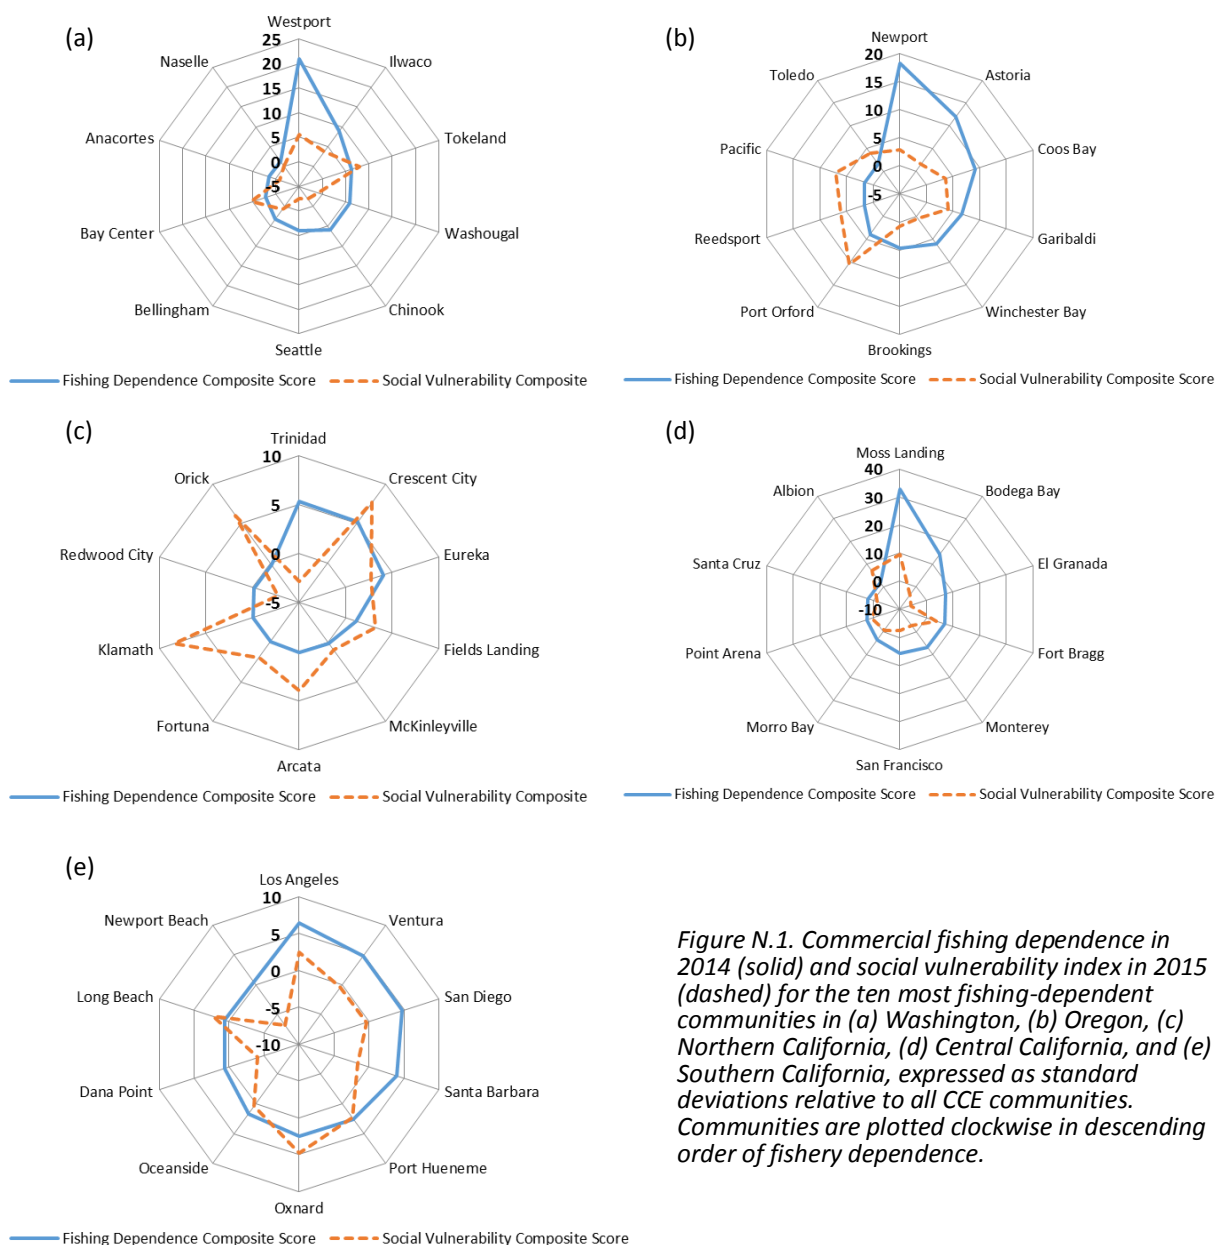 (a)
Westport
Ilwaco
Tokeland
Washougal
Chinook
Seattle
Bellingham
Bay Center
Anacortes
Naselle
25
20
15
10
5
0
-5
Fishing Dependence Composite Score
Social Vulnerability Composite
(b)
Newport
Astoria
Coos Bay
Garibaldi
Winchester Bay
Brookings
Port Orford
Reedsport
Pacific
Toledo
20
15
10
5
0
-5
Fishing Dependence Composite Score
Social Vulnerability Composite Score
(c)
Trinidad
Crescent City
Eureka
Fields Landing
McKinleyville
Arcata
Fortuna
Klamath
Redwood City
Orick
10
5
0
-5
Fishing Dependence Composite Score
Social Vulnerability Composite
(d)
Moss Landing
Bodega Bay
El Granada
Fort Bragg
Monterey
San Francisco
Morro Bay
Point Arena
Santa Cruz
Albion
40
30
20
10
0
-10
Fishing Dependence Composite Score
Social Vulnerability Composite Score
(e)
Los Angeles
Ventura
San Diego
Santa Barbara
Port Hueneme
Oxnard
Oceanside
Dana Point
Long Beach
Newport Beach
10
5
0
-5
-10
Fishing Dependence Composite Score
Social Vulnerability Composite Score
Figure N.1. Commercial fishing dependence in
2014 (solid) and social vulnerability index in 2015
(dashed) for the ten most fishing-dependent
communities in (a) Washington, (b) Oregon, (c)
Northern California, (d) Central California, and (e)
Southern California, expressed as standard
deviations relative to all CCE communities.
Communities are plotted clockwise in descending
order of fishery dependence.